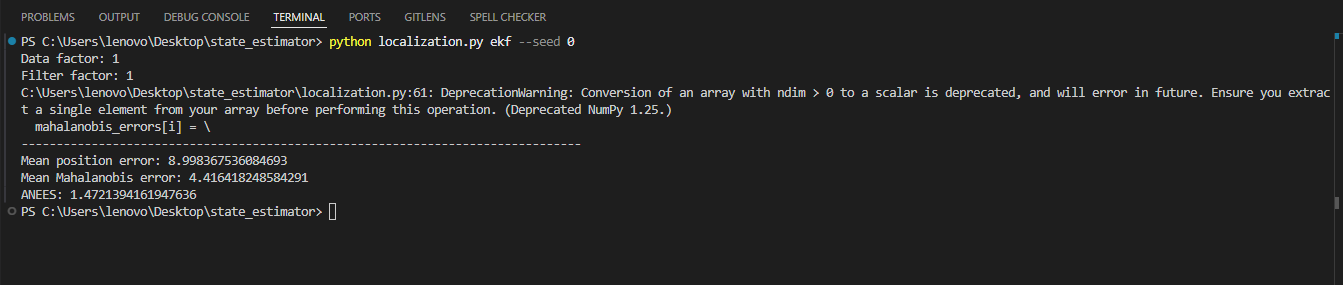 PROBLEMS OUTPUT DEBUG CONSOLE TERMINAL PORTS GITLENS SPELL CHECKER
PS C:\Users\lenovo\Desktop\state_estimator> python localization.py ekf --seed 0
Data factor: 1
Filter factor: 1
C:\Users\lenovo\Desktop\state_estimator\localization.py:61: DeprecationWarning: Conversion of an array with ndim > 0 to a scalar is deprecated, and will error in future. Ensure you extrac
t a single element from your array before performing this operation. (Deprecated NumPy 1.25.)
  mahalanobis_errors[i] = \
--------------------------------------------------------------------------------
Mean position error: 8.998367536084693
Mean Mahalanobis error: 4.416418248584291
ANEES: 1.4721394161947636
PS C:\Users\lenovo\Desktop\state_estimator>